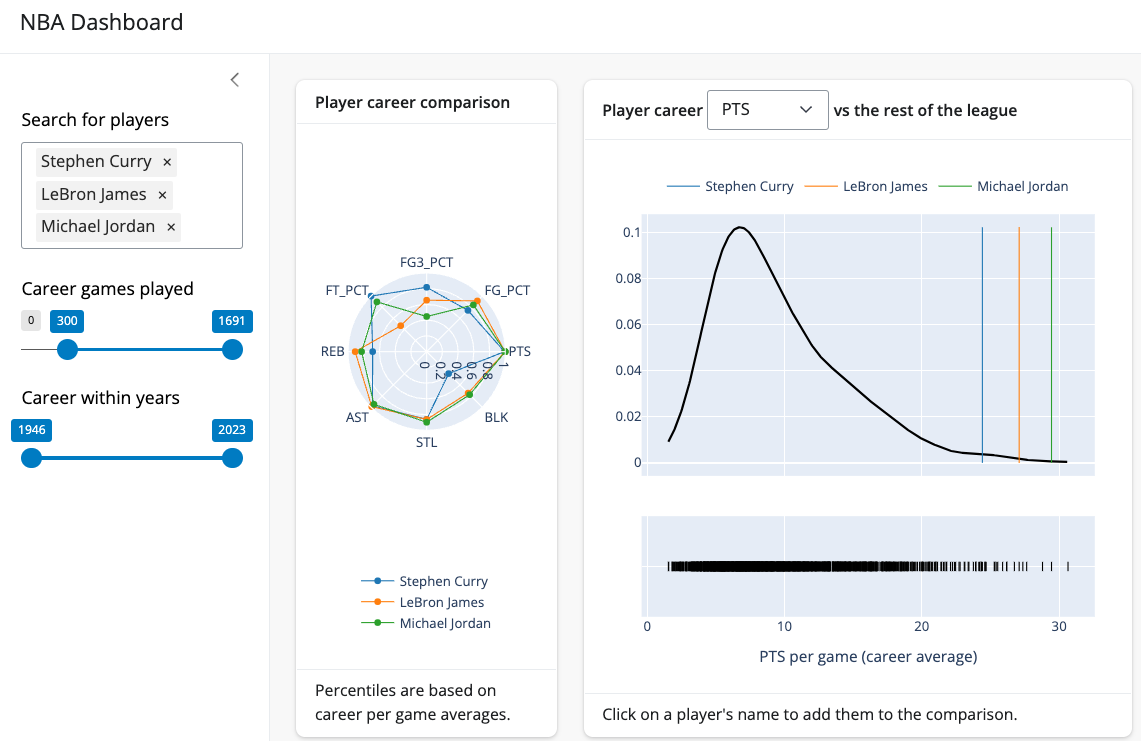 NBA Dashboard
Search for players
Stephen Curry ×
LeBron James ×
Michael Jordan ×
Career games played
0 300 1691
Career within years
1946 2023
Player career comparison
FG3_PCT
FT_PCT FG_PCT
REB PTS
0 0.2 0.4 0.6 0.8 1
AST BLK
STL
Stephen Curry
LeBron James
Michael Jordan
Percentiles are based on
career per game averages.
Player career PTS vs the rest of the league
Stephen Curry LeBron James Michael Jordan
0.1
0.08
0.06
0.04
0.02
0
0 10 20 30
PTS per game (career average)
Click on a player's name to add them to the comparison.